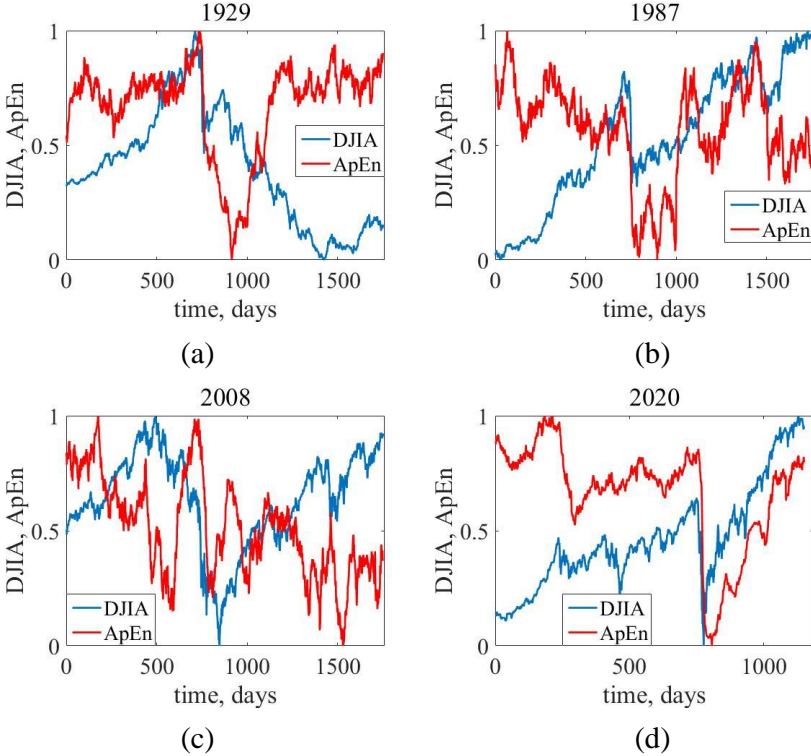 1929
1
0.5
0
DJIA, ApEn
0 500 1000 1500
time, days
DJIA
ApEn
(a)
1987
1
0.5
0
DJIA, ApEn
0 500 1000 1500
time, days
DJIA
ApEn
(b)
2008
1
0.5
0
DJIA, ApEn
0 500 1000 1500
time, days
DJIA
ApEn
(c)
2020
1
0.5
0
DJIA, ApEn
0 500 1000
time, days
DJIA
ApEn
(d)